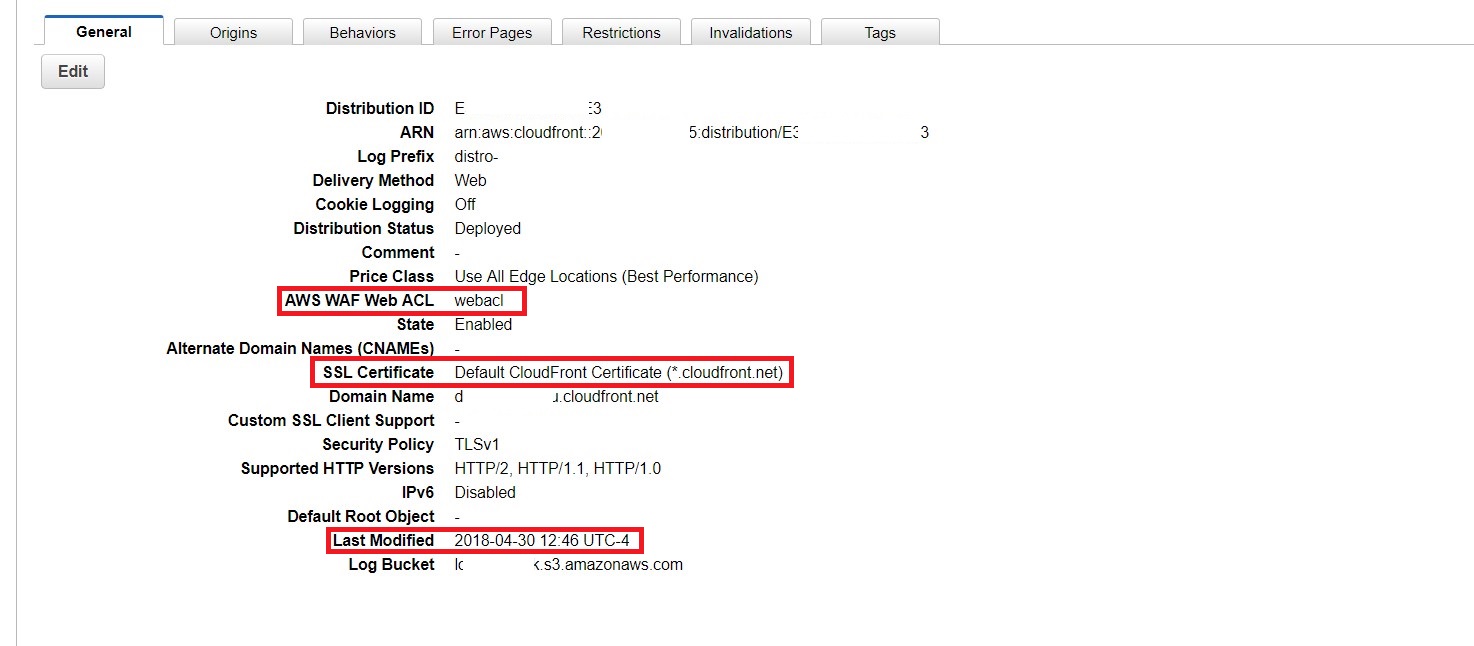 General Origins Behaviors Error Pages Restrictions Invalidations Tags
Edit
Distribution ID E E3
ARN arn:aws:cloudfront::2 5:distribution/E3 3
Log Prefix distro-
Delivery Method Web
Cookie Logging Off
Distribution Status Deployed
Comment -
Price Class Use All Edge Locations (Best Performance)
AWS WAF Web ACL webacl
State Enabled
Alternate Domain Names (CNAMEs) -
SSL Certificate Default CloudFront Certificate (*.cloudfront.net)
Domain Name d .cloudfront.net
Custom SSL Client Support -
Security Policy TLSv1
Supported HTTP Versions HTTP/2, HTTP/1.1, HTTP/1.0
IPv6 Disabled
Default Root Object -
Last Modified 2018-04-30 12:46 UTC-4
Log Bucket l .s3.amazonaws.com